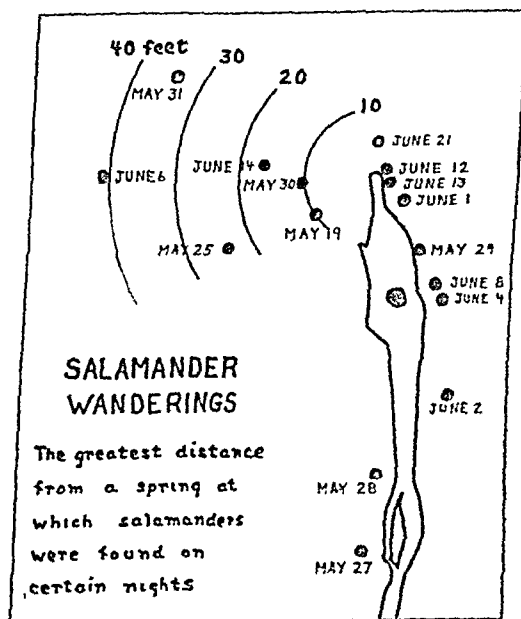 40 feet
30
20
10
MAY 31
JUNE 21
JUNE 14
JUNE 12
JUNE 6
MAY 30
JUNE 13
JUNE 1
MAY 19
MAY 25
MAY 29
JUNE 8
JUNE 4
JUNE 2
MAY 28
MAY 27
SALAMANDER
WANDERINGS
The greatest distance
from a spring at
which salamanders
were found on
certain nights